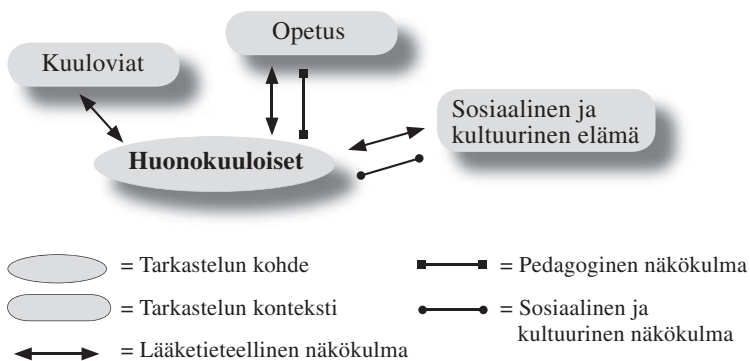 Opetus
Kuuloviat
Sosiaalinen ja
kultuurinen elämä
Huonokuuloiset
= Tarkastelun kohde
= Tarkastelun konteksti
= Lääketieteellinen näkökulma
= Pedagoginen näkökulma
= Sosiaalinen ja
kultuurinen näkökulma